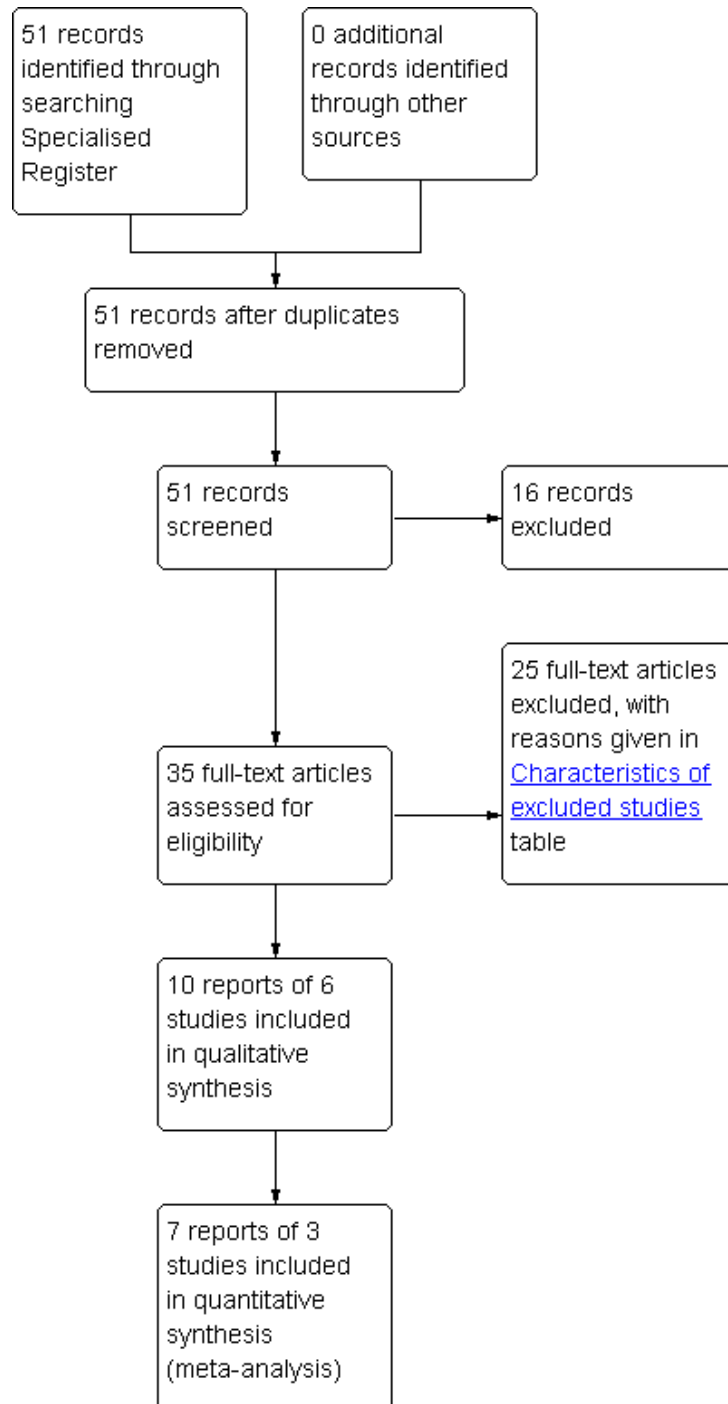 51 records
identified through
searching
Specialised
Register
0 additional
records identified
through other
sources
51 records after duplicates
removed
51 records
screened
16 records
excluded
35 full-text articles
assessed for
eligibility
25 full-text articles
excluded, with
reasons given in
Characteristics of
excluded studies
table
10 reports of 6
studies included
in qualitative
synthesis
7 reports of 3
studies included
in quantitative
synthesis
(meta-analysis)